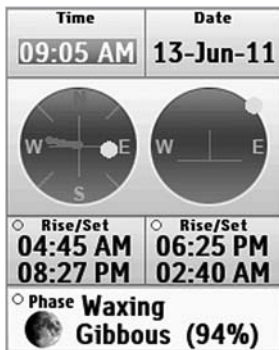 Time Date
09:05 AM 13-Jun-11
N
W E W E
S
Rise/Set Rise/Set
04:45 AM 06:25 PM
08:27 PM 02:40 AM
Phase Waxing
Gibbous (94%)